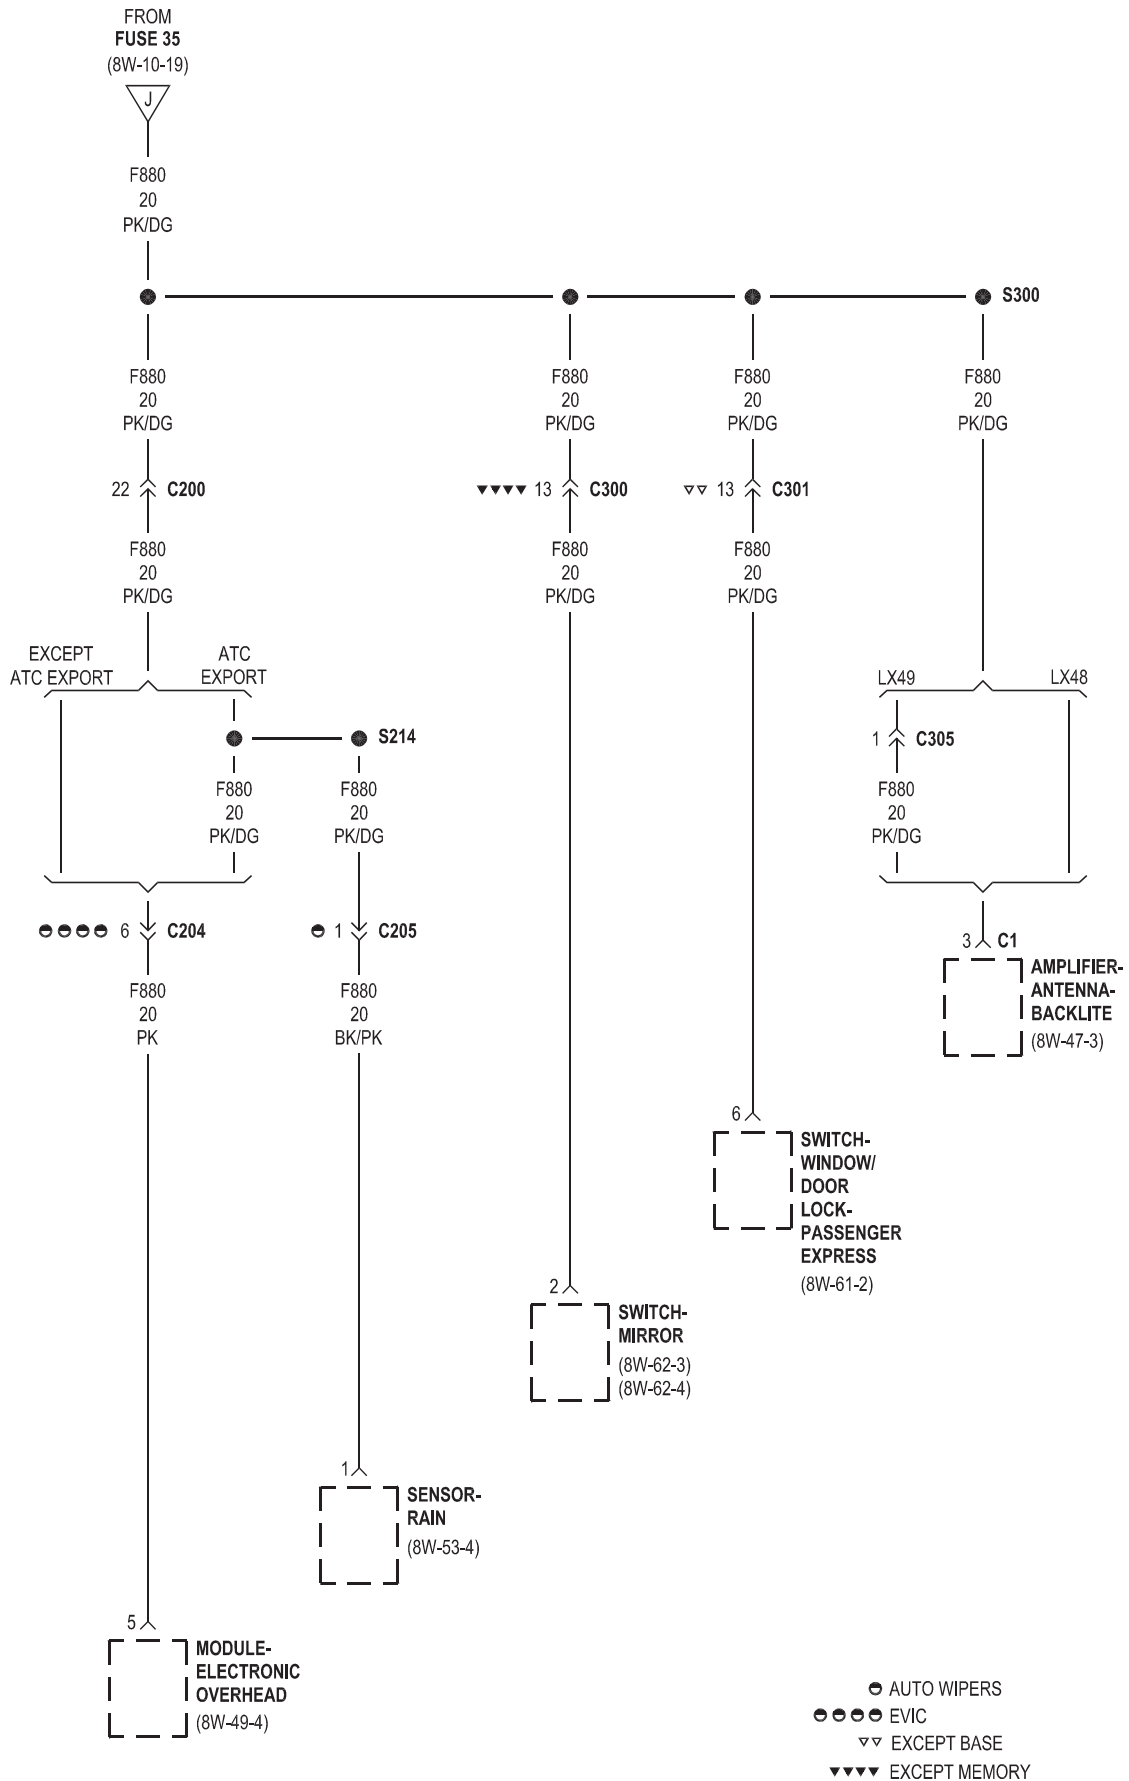 FROM
FUSE 35
(8W-10-19)
J
F880
20
PK/DG
S300
F880
20
PK/DG
F880
20
PK/DG
F880
20
PK/DG
F880
20
PK/DG
22 C200
13 C300
13 C301
F880
20
PK/DG
F880
20
PK/DG
F880
20
PK/DG
EXCEPT
ATC EXPORT
ATC
EXPORT
LX49
LX48
S214
1 C305
F880
20
PK/DG
F880
20
PK/DG
F880
20
PK/DG
6 C204
1 C205
3 C1
AMPLIFIER-
ANTENNA-
BACKLITE
(8W-47-3)
F880
20
PK
F880
20
BK/PK
6
SWITCH-
WINDOW/
DOOR
LOCK-
PASSENGER
EXPRESS
(8W-61-2)
2
SWITCH-
MIRROR
(8W-62-3)
(8W-62-4)
1
SENSOR-
RAIN
(8W-53-4)
5
MODULE-
ELECTRONIC
OVERHEAD
(8W-49-4)
AUTO WIPERS
EVIC
EXCEPT BASE
EXCEPT MEMORY